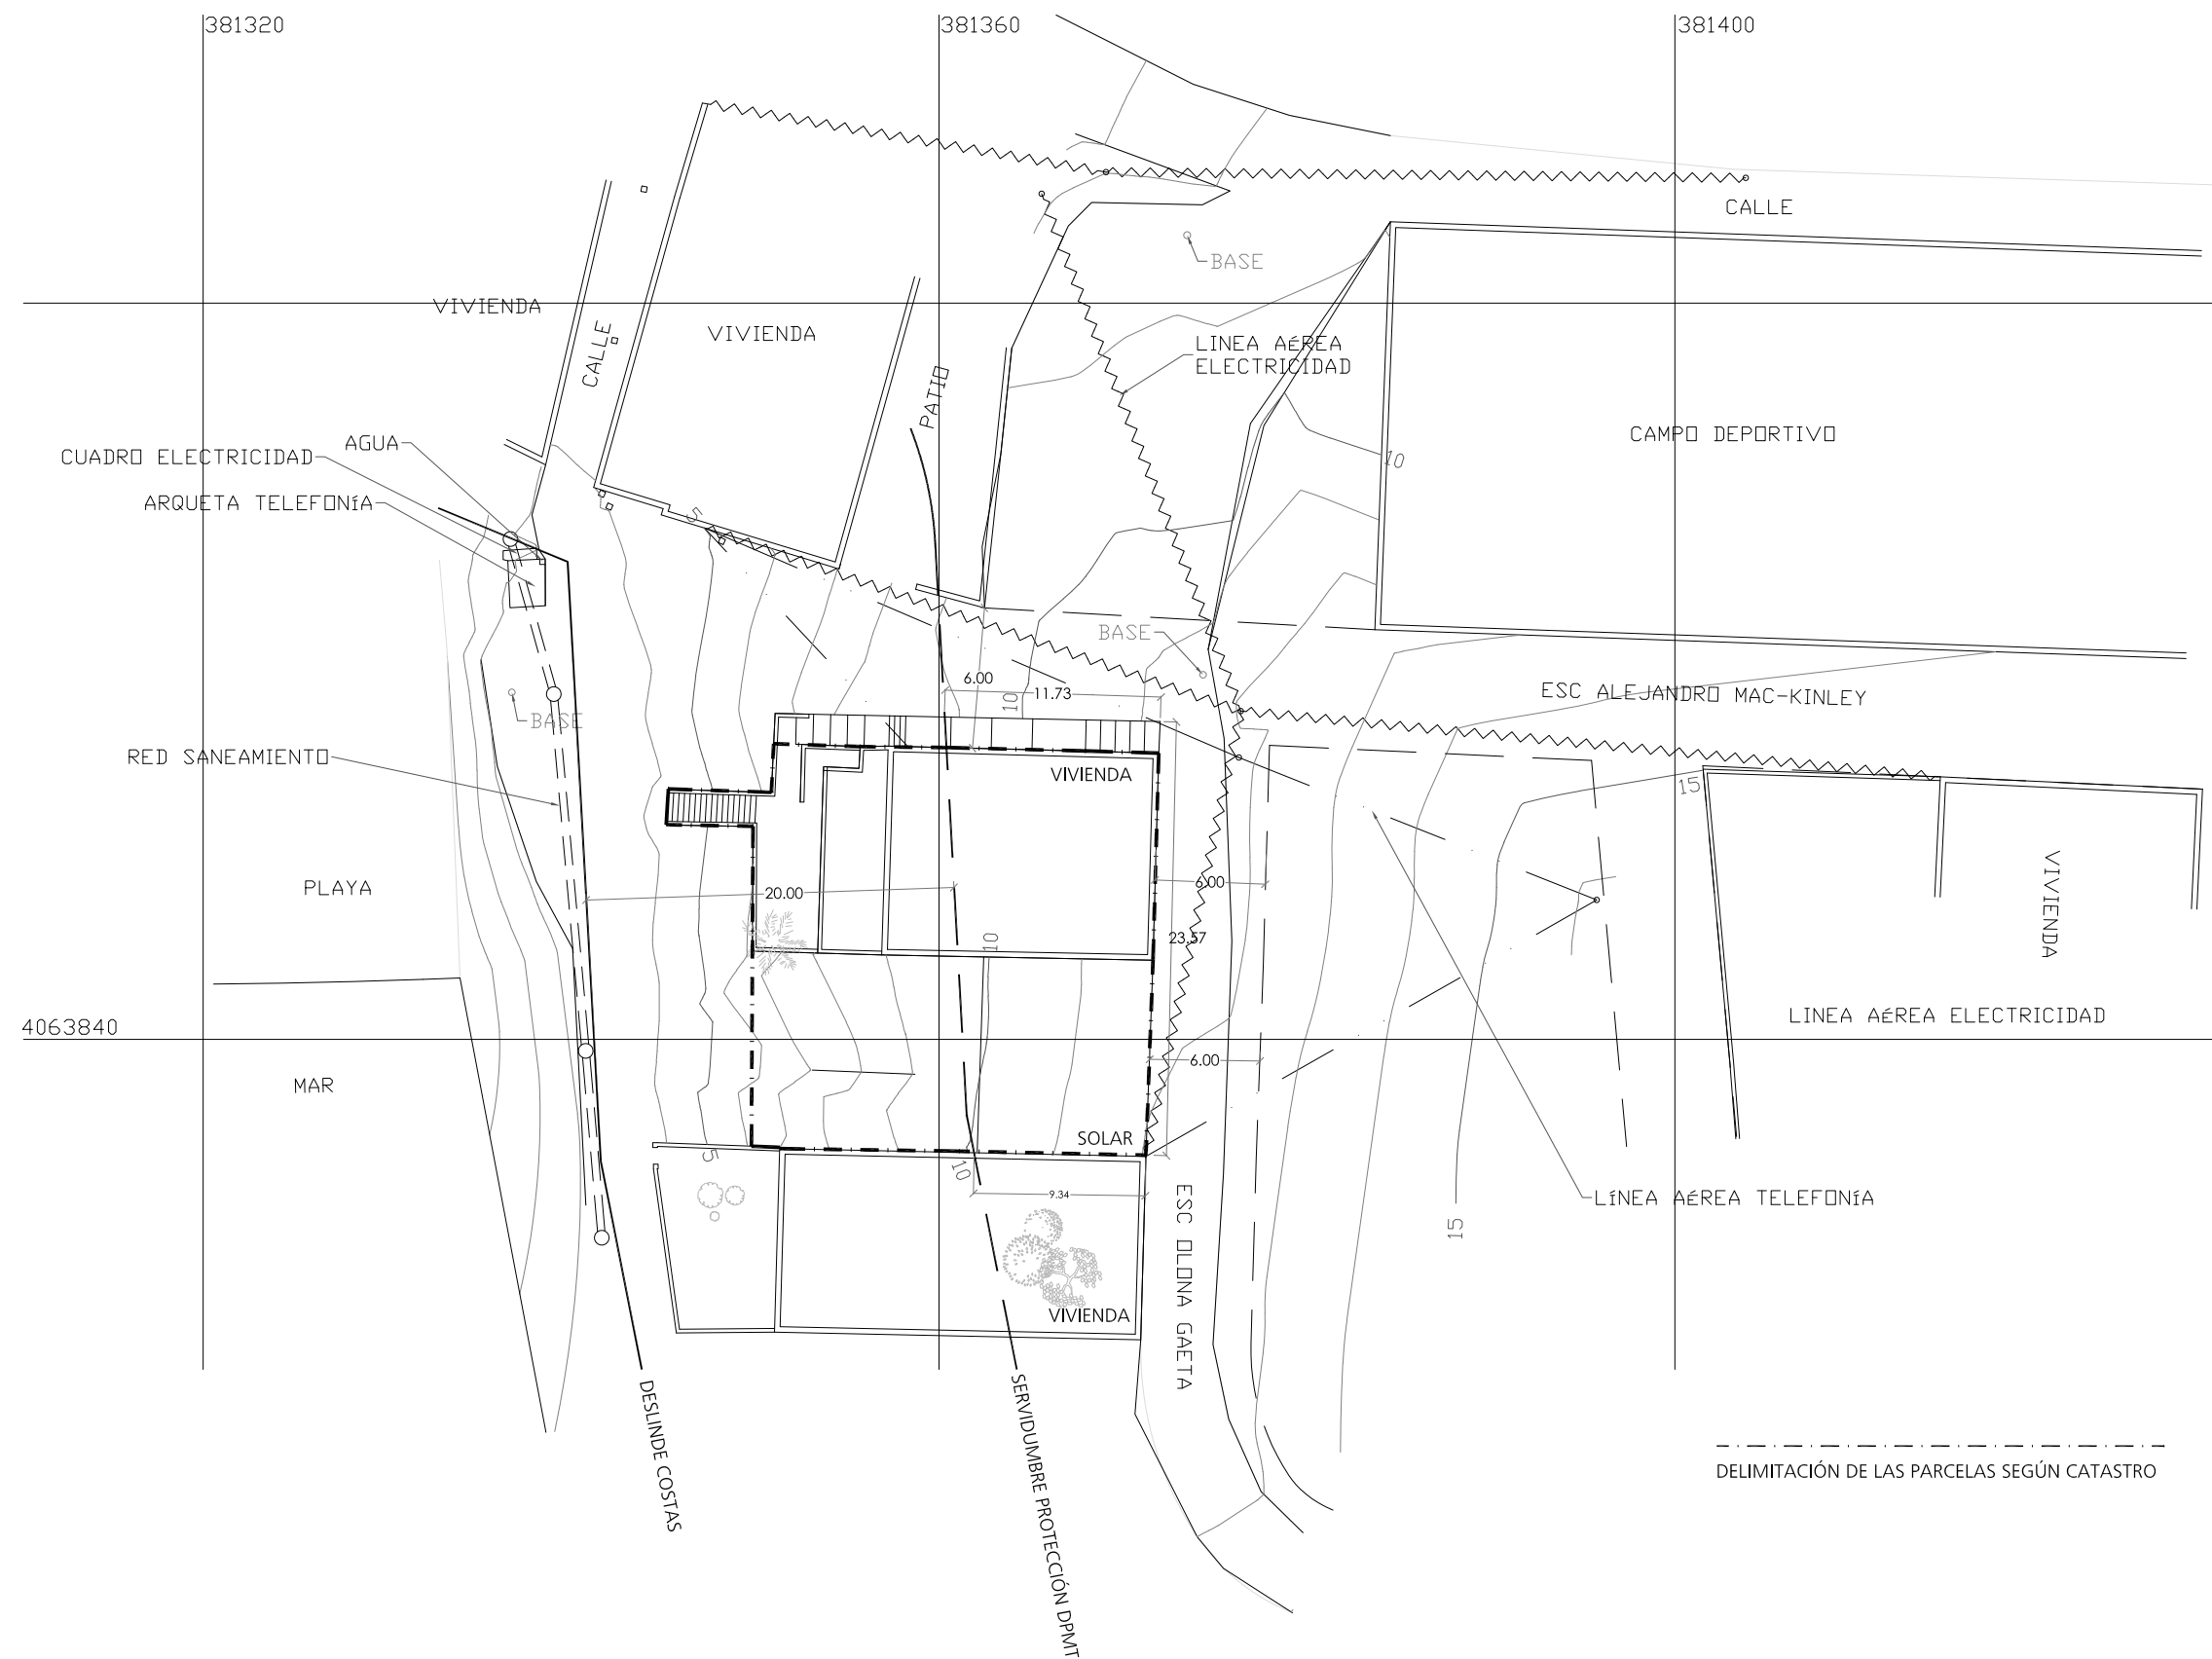 381320
381360
381400
CALLE
BASE
VIVIENDA
VIVIENDA
CALLE
PATIO
LINEA AÉREA
ELECTRICIDAD
AGUA
CUADRO ELECTRICIDAD
ARQUETA TELEFONíA
CAMPO DEPORTIVO
10
5
BASE
6.00
11.73
10
ESC ALEJANDRO MAC-KINLEY
BASE
RED SANEAMIENTO
VIVIENDA
15
PLAYA
20.00
6.00
VIVIENDA
10
23.57
LINEA AÉREA ELECTRICIDAD
4063840
MAR
6.00
SOLAR
5
10
9.34
LíNEA AÉREA TELEFONíA
15
ESC OLONA GAETA
VIVIENDA
DESLINDE COSTAS
SERVIDUMBRE PROTECCIÓN DPMT
DELIMITACIÓN DE LAS PARCELAS SEGÚN CATASTRO